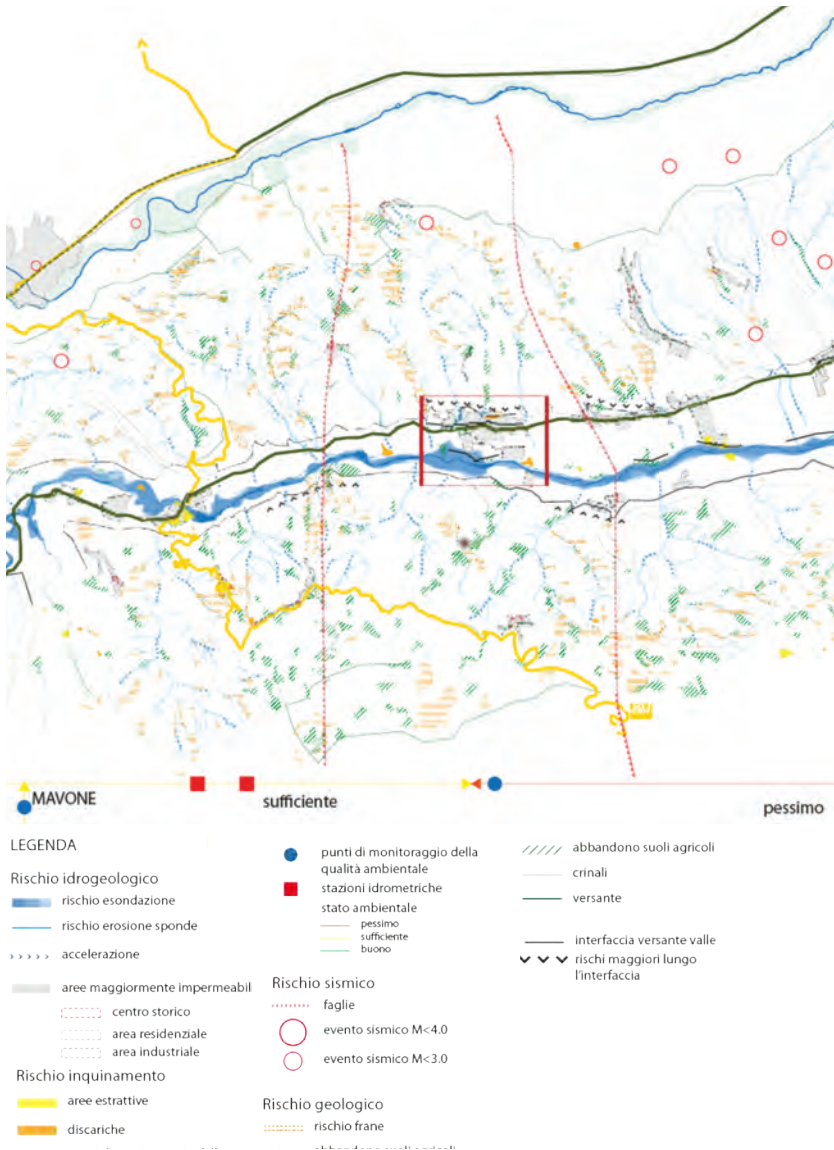 MAVONE
sufficiente
pessimo
LEGENDA
Rischio idrogeologico
rischio esondazione
rischio erosione sponde
accelerazione
aree maggiormente impermeabil
centro storico
area residenziale
area industriale
Rischio inquinamento
aree estrattive
discariche
punti di monitoraggio della
qualità ambientale
stazioni idrometriche
stato ambientale
pessimo
sufficiente
buono
Rischio sismico
faglie
evento sismico M<4.0
evento sismico M<3.0
Rischio geologico
rischio frane
abbandono suoli agricoli
abbandono suoli agricoli
crinali
versante
interfaccia versante valle
rischi maggiori lungo
l'interfaccia